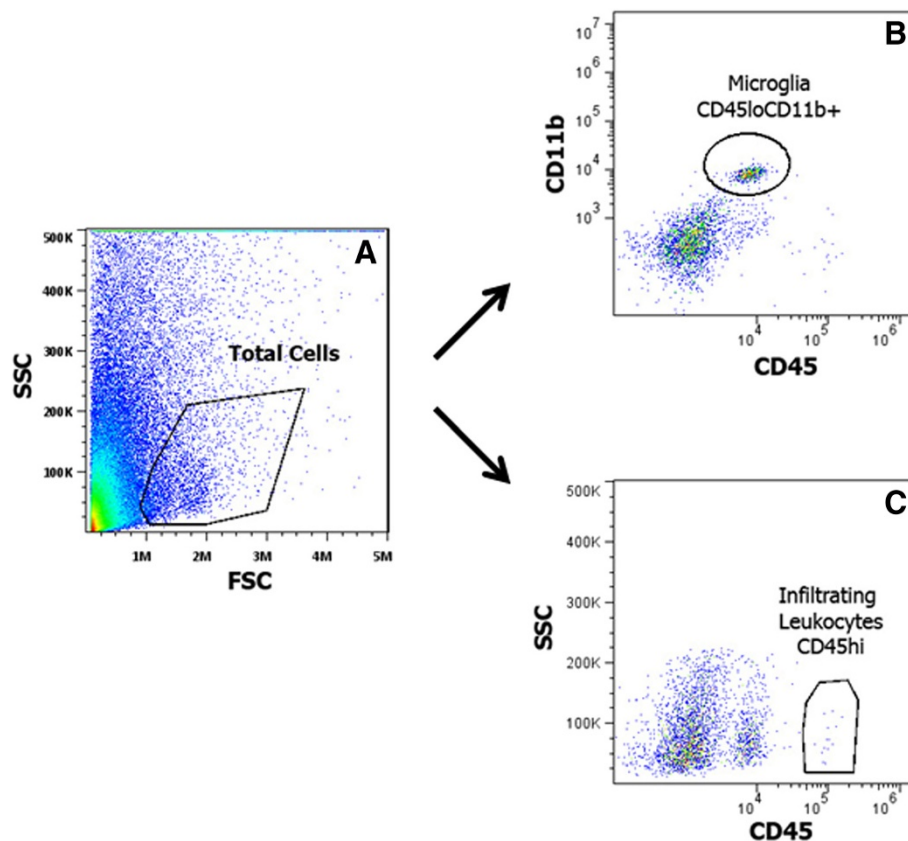 A
500K
400K
300K
200K
100K
SSC
Total Cells
1M 2M 3M 4M 5M
FSC
B
10^7
10^6
10^5
10^4
10^3
CD11b
Microglia
CD45loCD11b+
10^4 10^5 10^6
CD45
C
500K
400K
300K
200K
100K
SSC
Infiltrating
Leukocytes
CD45hi
10^4 10^5 10^6
CD45